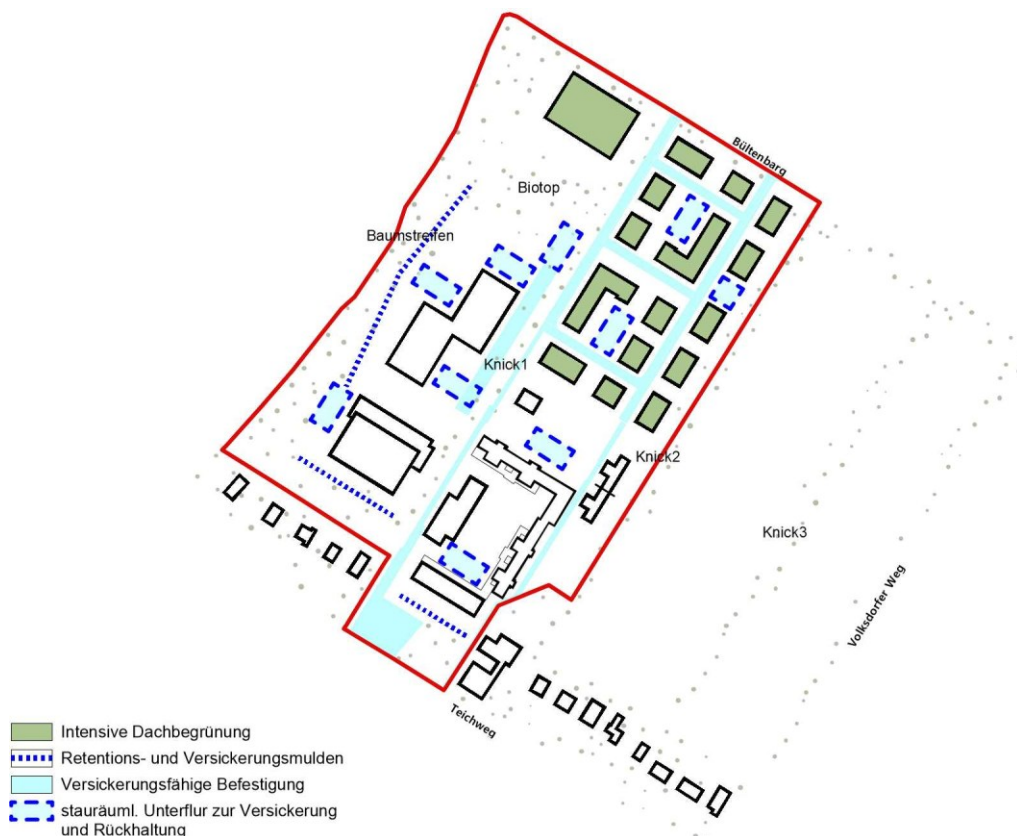 Bültenbarg
Biotop
Baumstreifen
Knick1
Knick2
Knick3
Volksdorfer Weg
Teichweg
Intensive Dachbegrünung
Retentions- und Versickerungsmulden
Versickerungsfähige Befestigung
stauräuml. Unterflur zur Versickerung
und Rückhaltung